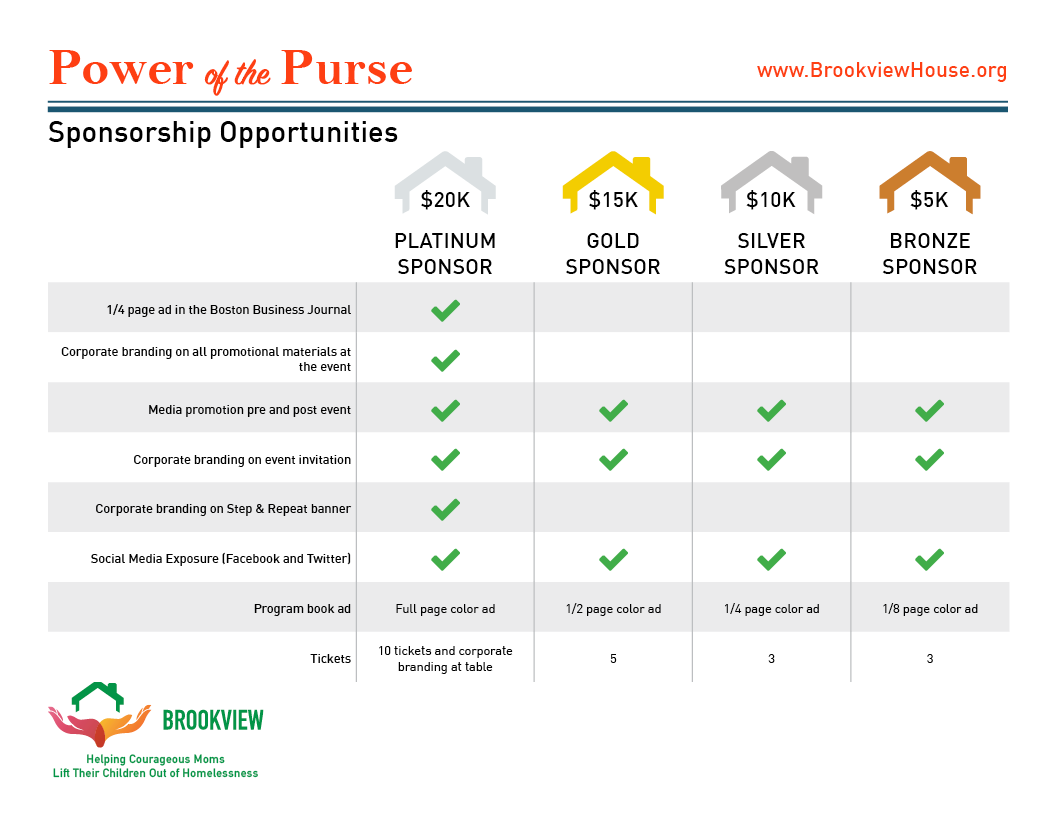 Power of the Purse
www.BrookviewHouse.org
Sponsorship Opportunities
$20K $15K $10K $5K
PLATINUM GOLD SILVER BRONZE
SPONSOR SPONSOR SPONSOR SPONSOR
1/4 page ad in the Boston Business Journal
Corporate branding on all promotional materials at
the event
Media promotion pre and post event
Corporate branding on event invitation
Corporate branding on Step & Repeat banner
Social Media Exposure (Facebook and Twitter)
Program book ad Full page color ad 1/2 page color ad 1/4 page color ad 1/8 page color ad
Tickets 10 tickets and corporate branding at table 5 3 3
BROOKVIEW
Helping Courageous Moms
Lift Their Children Out of Homelessness